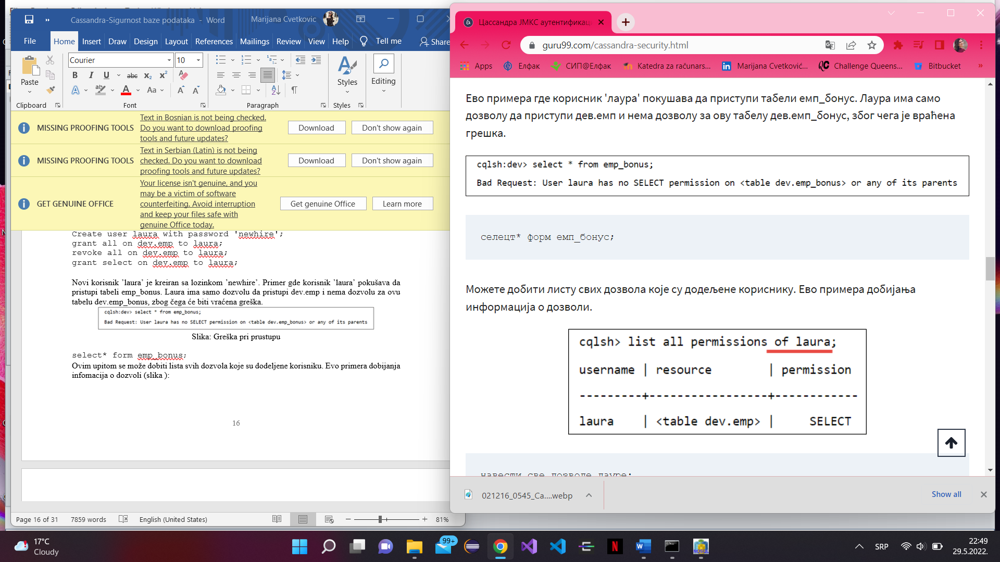 Cassandra-Sigurnost baze podataka - Word
Marijana Cvetkovic
File Home Insert Draw Design Layout References Mailings Review View Help Tell me Share
Paste
Courier 10
Styles
Editing
Clipboard Font Paragraph Styles
MISSING PROOFING TOOLS
Text in Bosnian is not being checked.
Do you want to download proofing
tools and future updates?
Download Don't show again
MISSING PROOFING TOOLS
Text in Serbian (Latin) is not being
checked. Do you want to download
proofing tools and future updates?
Download Don't show again
GET GENUINE OFFICE
Your license isn't genuine, and you
may be a victim of software
counterfeiting. Avoid interruption
and keep your files safe with
genuine Office today.
Get genuine Office Learn more
Create user laura with password 'newhire';
grant all on dev.emp to laura;
revoke all on dev.emp to laura;
grant select on dev.emp to laura;
Novi korisnik ’laura’ je kreiran sa lozinkom ’newhire’. Primer gde korisnik ’laura’ pokušava da
pristupi tabeli emp_bonus. Laura ima samo dozvolu da pristupi dev.emp i nema dozvolu za ovu
tabelu dev.emp_bonus, zbog čega će biti vraćena greška.
cqlsh:dev> select * from emp_bonus;
Bad Request: User laura has no SELECT permission on <table dev.emp_bonus> or any of its parents
Slika: Greška pri prustupu
select* form emp_bonus;
Ovim upitom se može dobiti lista svih dozvola koje su dodeljene korisniku. Evo primera dobijanja
infomacija o dozvoli (slika ):
16
Page 16 of 31 7859 words English (United States) 81%
Цассандра ЈМКС аутентификац
guru99.com/cassandra-security.html
Apps Елфак СИП@Елфак Katedra za računars... Marijana Cvetković... Challenge Queens... Bitbucket »
Ево примера где корисник 'лаура' покушава да приступи табели емп_бонус. Лаура има само
дозволу да приступи дев.емп и нема дозволу за ову табелу дев.емп_бонус, због чега је враћена
грешка.
cqlsh:dev> select * from emp_bonus;
Bad Request: User laura has no SELECT permission on <table dev.emp_bonus> or any of its parents
селецт* форм емп_бонус;
Можете добити листу свих дозвола које су додељене кориснику. Ево примера добијања
информација о дозволи.
cqlsh> list all permissions of laura;
username | resource | permission
---------+-----------------+------------
laura | <table dev.emp> | SELECT
навести све дозволе лауре;
021216_0545_Ca....webp
Show all
17°C
Cloudy
99+
SRP
22:49
29.5.2022.